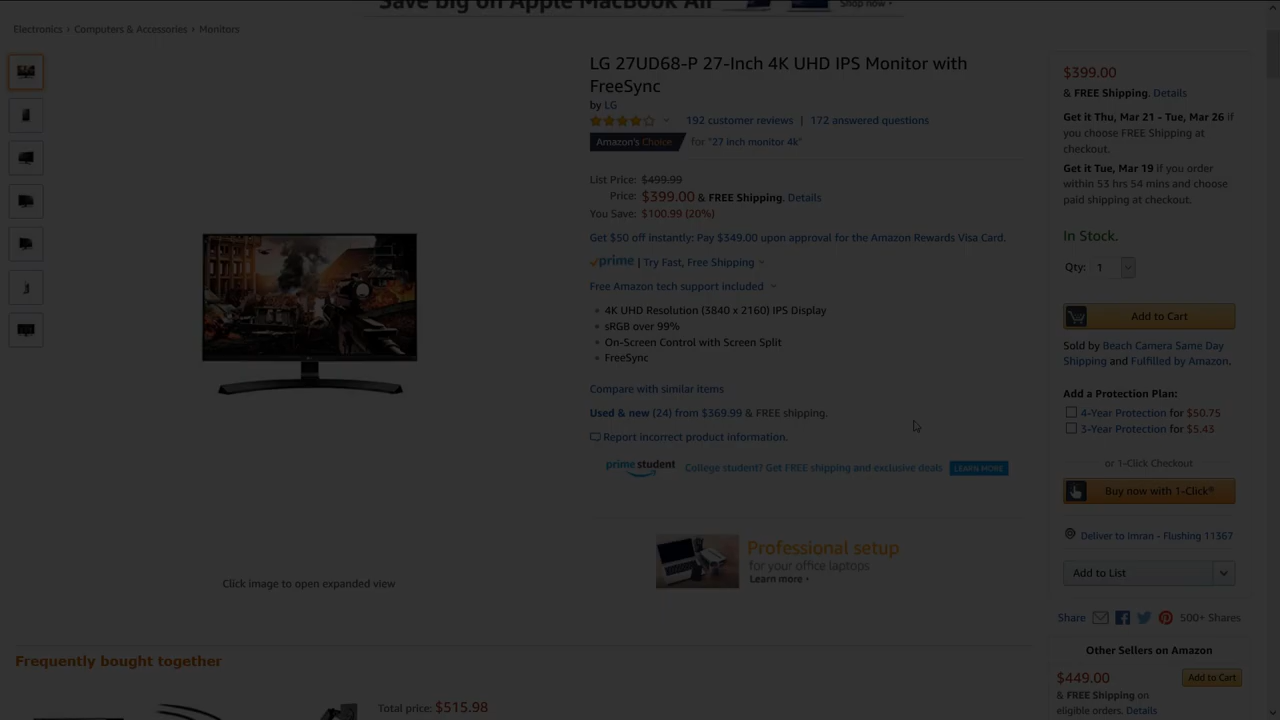 Save big on Apple MacBook Air
Shop now ›
Electronics › Computers & Accessories › Monitors
LG 27UD68-P 27-Inch 4K UHD IPS Monitor with
FreeSync
by LG
192 customer reviews | 172 answered questions
Amazon's Choice for "27 inch monitor 4k"
List Price: $499.99
Price: $399.00 & FREE Shipping. Details
You Save: $100.99 (20%)
Get $50 off instantly: Pay $349.00 upon approval for the Amazon Rewards Visa Card.
prime | Try Fast, Free Shipping
Free Amazon tech support included
4K UHD Resolution (3840 x 2160) IPS Display
sRGB over 99%
On-Screen Control with Screen Split
FreeSync
Compare with similar items
Used & new (24) from $369.99 & FREE shipping.
Report incorrect product information.
prime student College student? Get FREE shipping and exclusive deals LEARN MORE
Professional setup
for your office laptops
Learn more ›
Click image to open expanded view
$399.00
& FREE Shipping. Details
Get it Thu, Mar 21 - Tue, Mar 26 if
you choose FREE Shipping at
checkout.
Get it Tue, Mar 19 if you order
within 53 hrs 54 mins and choose
paid shipping at checkout.
In Stock.
Qty: 1
Add to Cart
Sold by Beach Camera Same Day
Shipping and Fulfilled by Amazon.
Add a Protection Plan:
4-Year Protection for $50.75
3-Year Protection for $5.43
or 1-Click Checkout
Buy now with 1-Click®
Deliver to Imran - Flushing 11367
Add to List
Share 500+ Shares
Other Sellers on Amazon
$449.00 Add to Cart
& FREE Shipping on
eligible orders. Details
Frequently bought together
Total price: $515.98